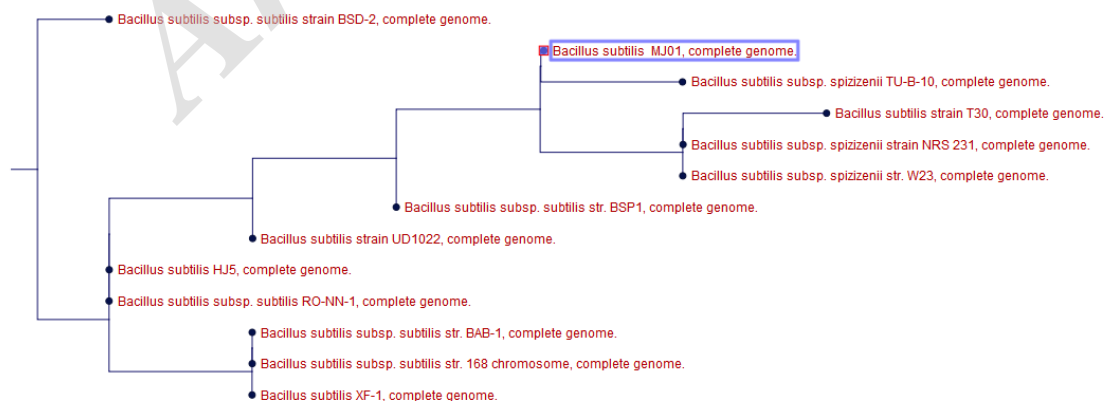 Bacillus subtilis subsp. subtilis strain BSD-2, complete genome.
Bacillus subtilis MJ01, complete genome.
Bacillus subtilis subsp. spizizenii TU-B-10, complete genome.
Bacillus subtilis strain T30, complete genome.
Bacillus subtilis subsp. spizizenii strain NRS 231, complete genome.
Bacillus subtilis subsp. spizizenii str. W23, complete genome.
Bacillus subtilis subsp. subtilis str. BSP1, complete genome.
Bacillus subtilis strain UD1022, complete genome.
Bacillus subtilis HJ5, complete genome.
Bacillus subtilis subsp. subtilis RO-NN-1, complete genome.
Bacillus subtilis subsp. subtilis str. BAB-1, complete genome.
Bacillus subtilis subsp. subtilis str. 168 chromosome, complete genome.
Bacillus subtilis XF-1, complete genome.